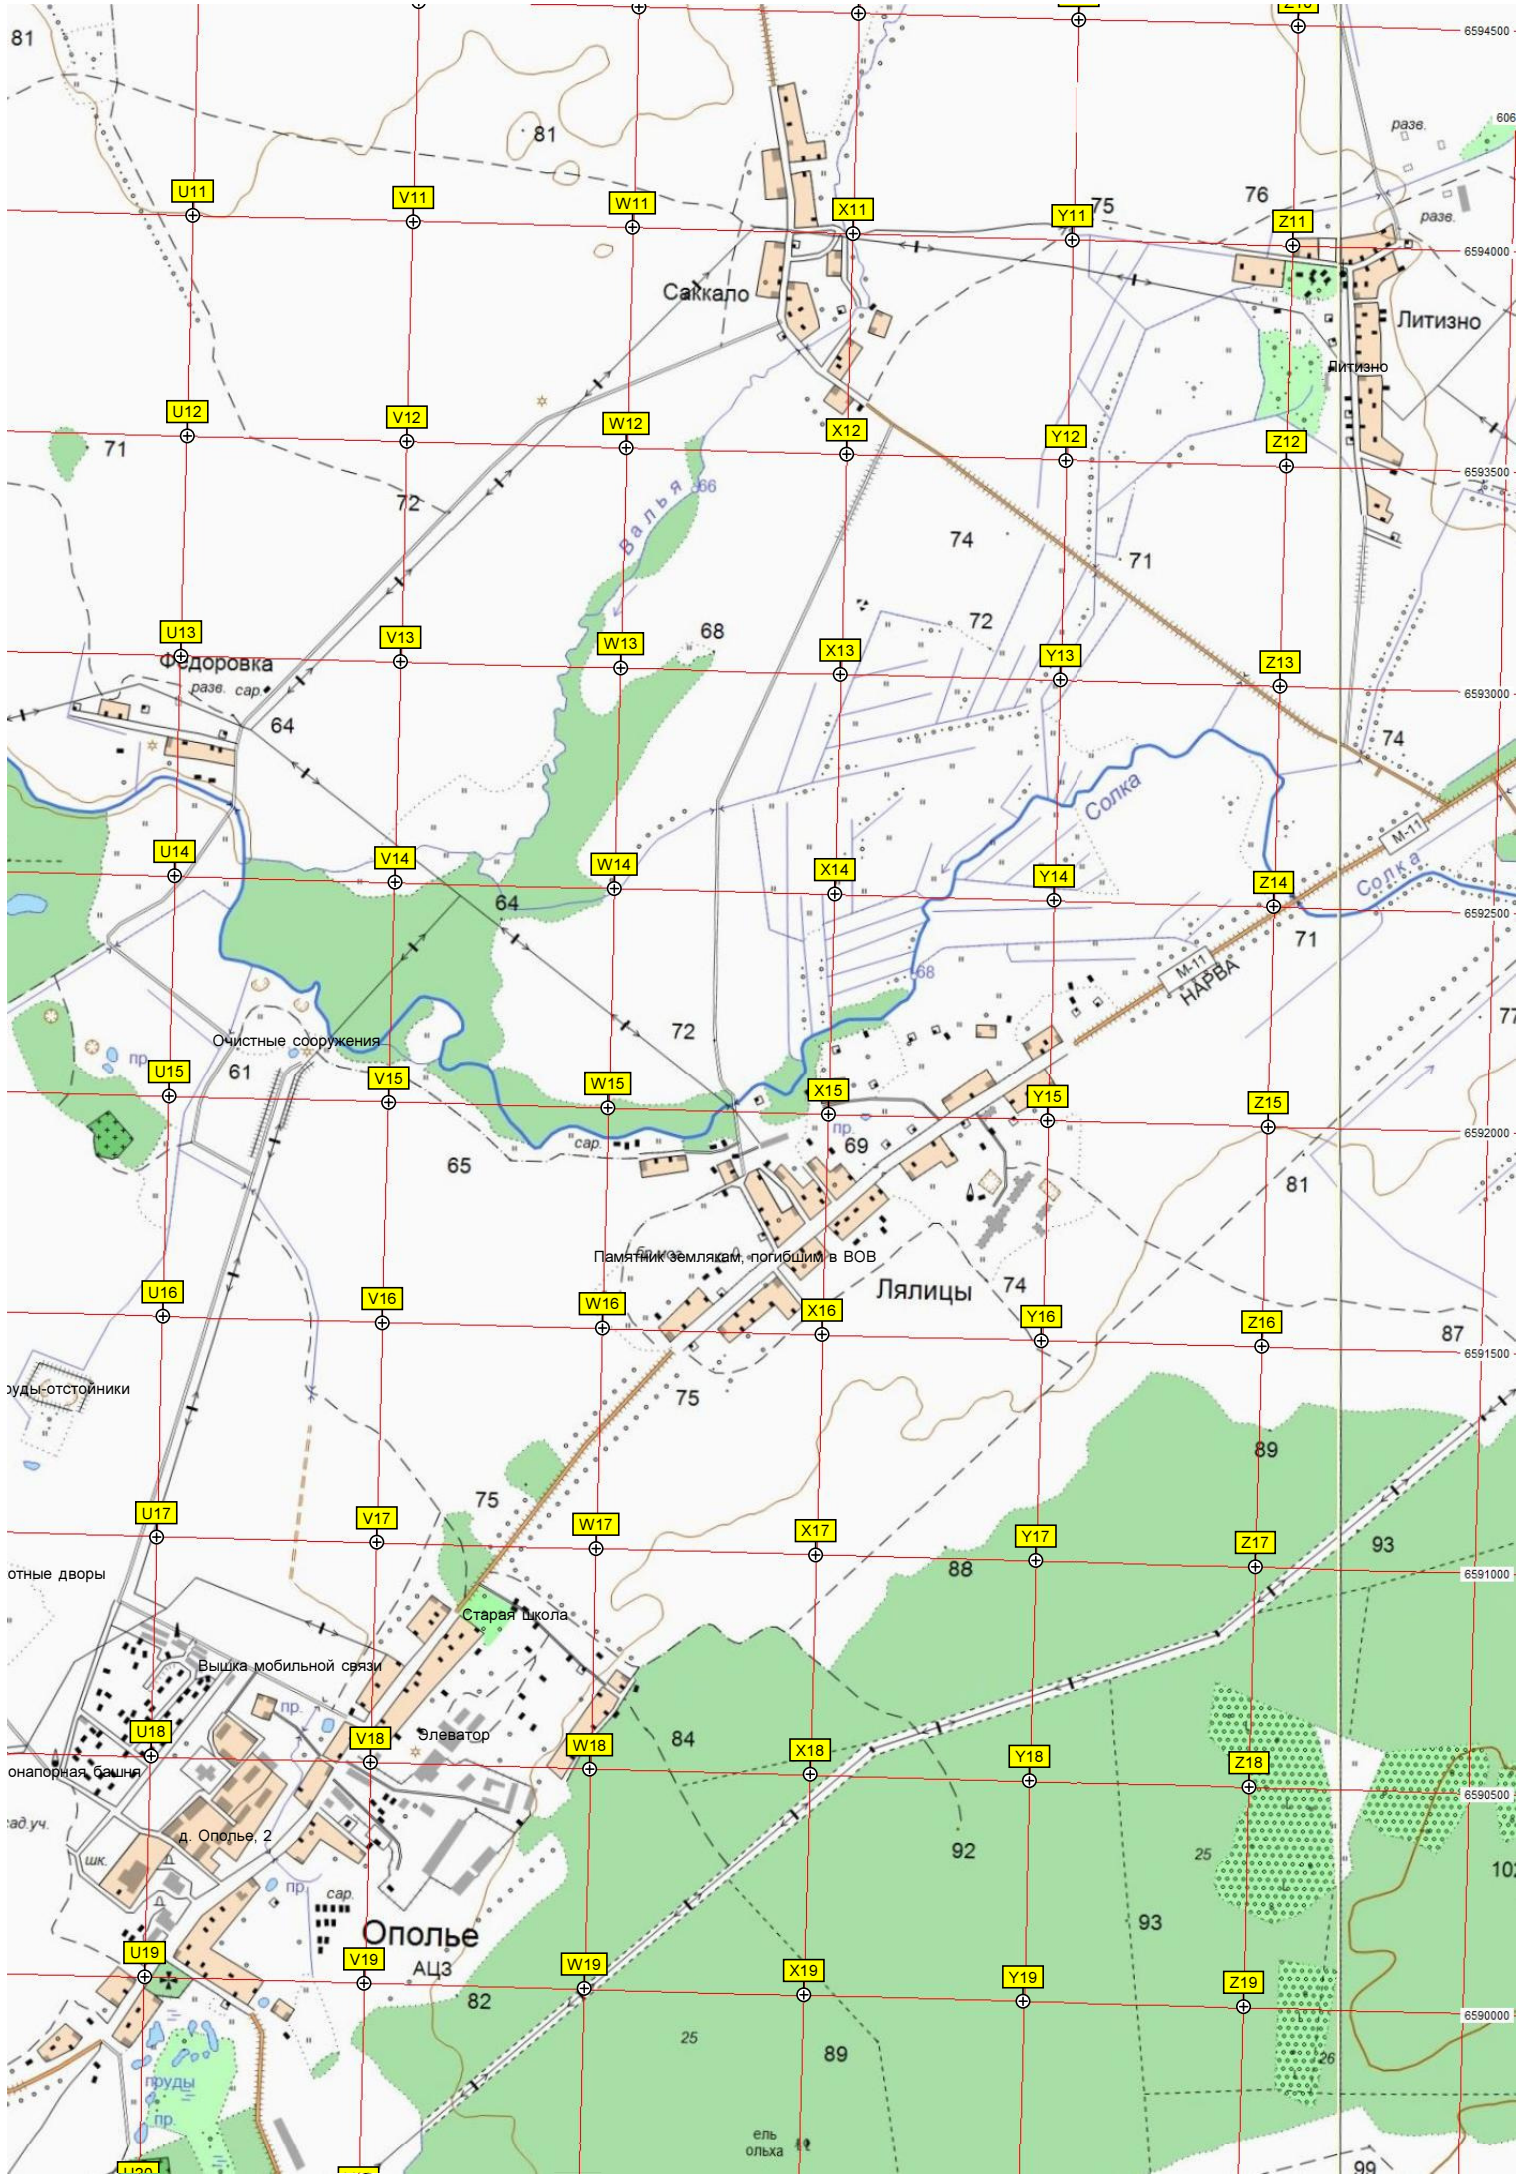 81
6594500
разв.
606
81
U11
V11
W11
X11
Y11
75
76
Z11
разв.
6594000
Саккало
Литизно
Литизно
U12
V12
W12
X12
Y12
Z12
71
72
66
6593500
Валья
74
71
72
U13
V13
W13
68
X13
Y13
Z13
Федоровка
разв. сар.
64
6593000
74
Солка
М-11
Солка
U14
V14
W14
X14
Y14
Z14
64
6592500
71
68
М-11
НАРВА
72
77
Очистные сооружения
пр.
61
U15
V15
W15
X15
Y15
Z15
пр.
69
6592000
сар.
65
81
Памятник землякам, погибшим в ВОВ
Лялицы
74
U16
V16
W16
X16
Y16
Z16
87
6591500
руды-отстойники
75
89
75
U17
V17
W17
X17
Y17
Z17
93
88
6591000
отные дворы
Старая школа
Вышка мобильной связи
пр.
Элеватор
U18
V18
W18
84
X18
Y18
Z18
онапорная башня
6590500
ад.уч.
д. Ополье, 2
шк.
92
25
102
пр.
сар.
Ополье
АЦЗ
93
U19
V19
W19
X19
Y19
Z19
82
6590000
25
89
26
пруды
пр.
ель
ольха
99
U20